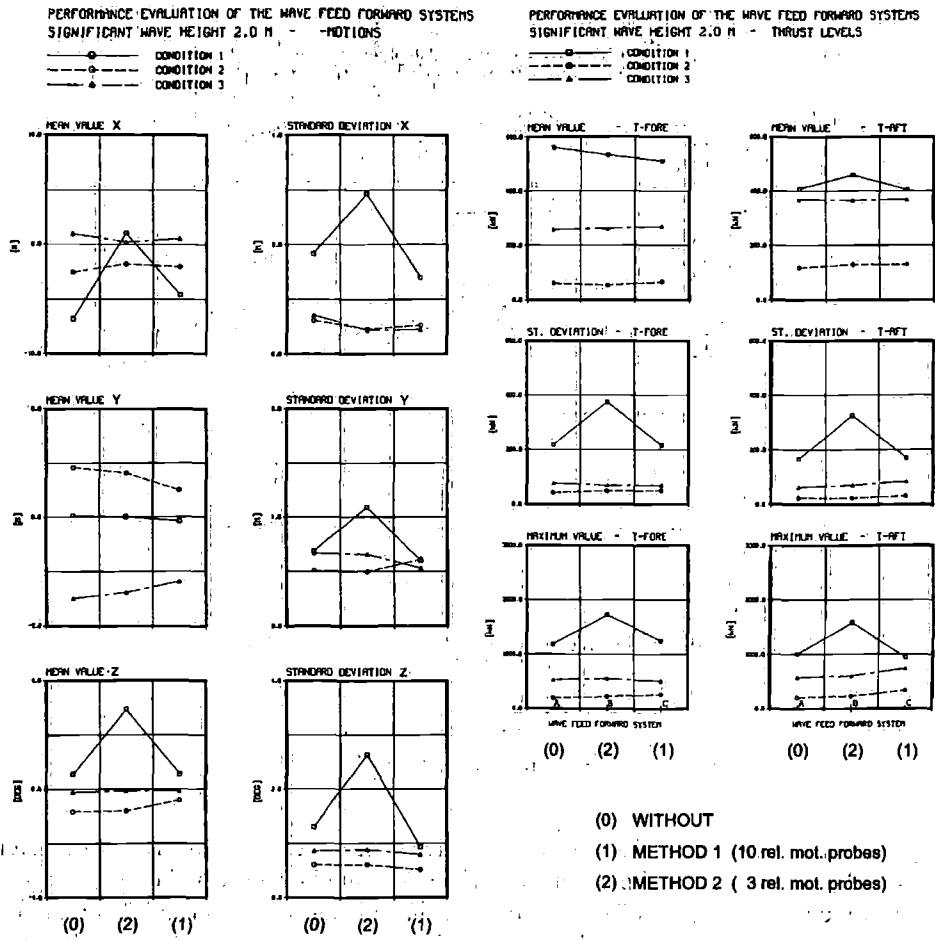 PERFORMANCE EVALUATION OF THE WAVE FEED FORWARD SYSTEMS
SIGNIFICANT WAVE HEIGHT 2.0 M - -MOTIONS
CONDITION 1
CONDITION 2
CONDITION 3
PERFORMANCE EVALUATION OF THE WAVE FEED FORWARD SYSTEMS
SIGNIFICANT WAVE HEIGHT 2.0 M - THRUST LEVELS
CONDITION 1
CONDITION 2
CONDITION 3
MEAN VALUE X
STANDARD DEVIATION X
MEAN VALUE Y
STANDARD DEVIATION Y
MEAN VALUE Z
[DEG]
STANDARD DEVIATION Z
[DEG]
(0) (2) (1)
(0) (2) (1)
MEAN VALUE - T-FORE
MEAN VALUE - T-AFT
ST. DEVIATION - T-FORE
ST. DEVIATION - T-AFT
MAXIMUM VALUE - T-FORE
MAXIMUM VALUE - T-AFT
A B C
A B C
WAVE FEED FORWARD SYSTEM
WAVE FEED FORWARD SYSTEM
(0) (2) (1)
(0) (2) (1)
(0) WITHOUT
(1) METHOD 1 (10 rel. mot. probes)
(2) METHOD 2 ( 3 rel. mot. probes)